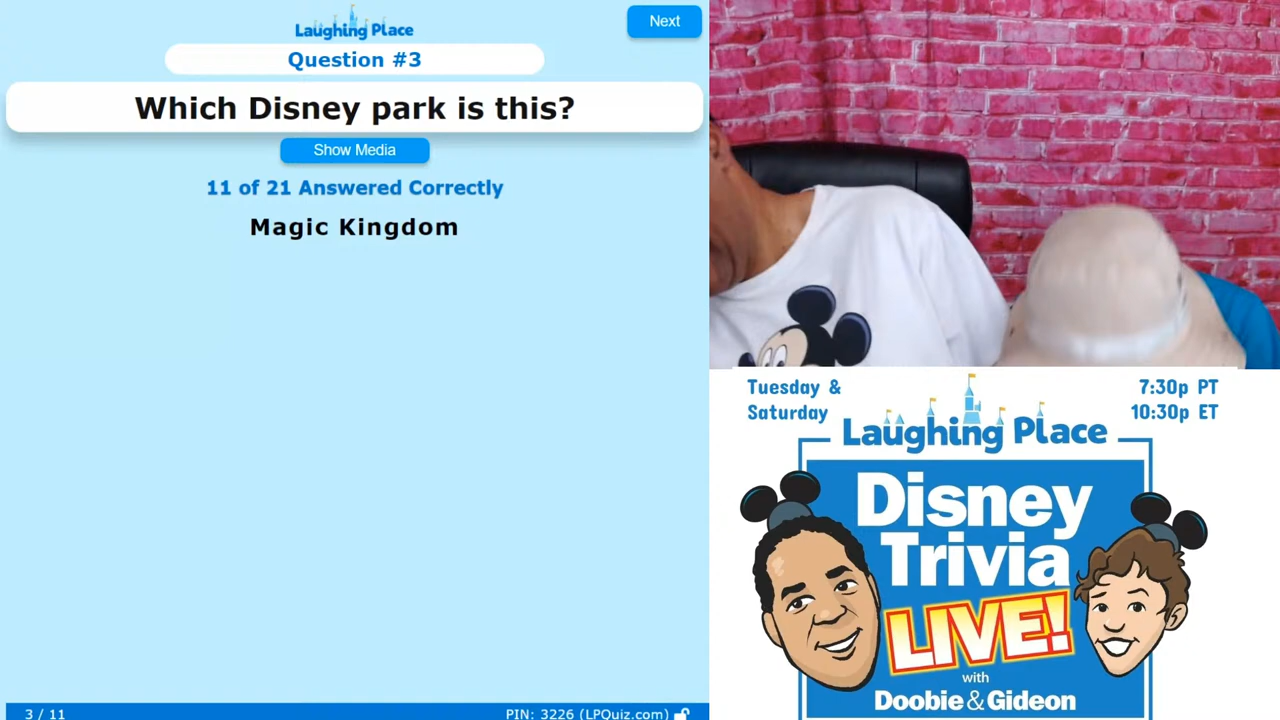 Laughing Place
Next
Question #3
Which Disney park is this?
Show Media
11 of 21 Answered Correctly
Magic Kingdom
3 / 11
PIN: 3226 (LPQuiz.com)
Tuesday &
Saturday
7:30p PT
10:30p ET
Laughing Place
Disney
Trivia
LIVE!
with
Doobie & Gideon